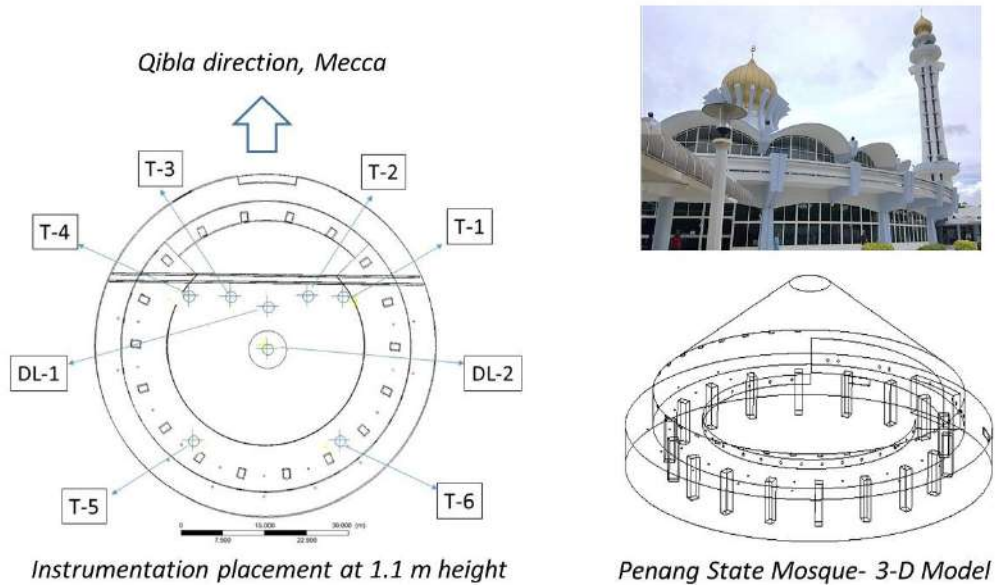 Qibla direction, Mecca
T-3
T-2
T-4
T-1
DL-1
DL-2
T-5
T-6
0 15.000 30.000 (m)
7.500 22.500
Instrumentation placement at 1.1 m height
Penang State Mosque- 3-D Model